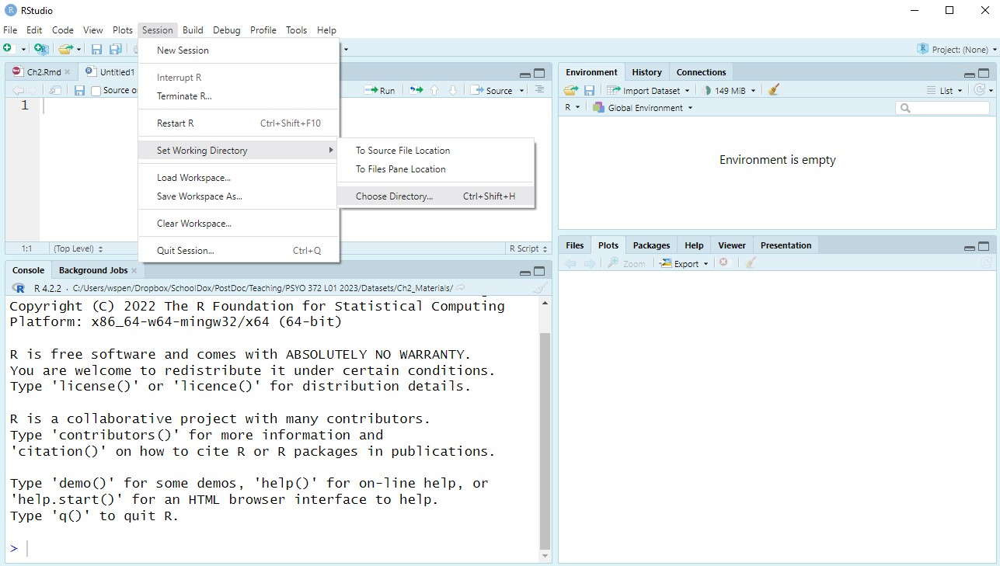 RStudio
File Edit Code View Plots Session Build Debug Profile Tools Help
Project: (None)
New Session
Interrupt R
Terminate R...
Restart R Ctrl+Shift+F10
Set Working Directory
Load Workspace...
Save Workspace As...
Clear Workspace...
Quit Session... Ctrl+Q
To Source File Location
To Files Pane Location
Choose Directory... Ctrl+Shift+H
Ch2.Rmd Untitled1
Source Run Source
1
1:1 (Top Level) R Script
Console Background Jobs
R 4.2.2 · C:/Users/wspen/Dropbox/SchoolDox/PostDoc/Teaching/PSYO 372 L01 2023/Datasets/Ch2_Materials/
Copyright (C) 2022 The R Foundation for Statistical Computing
Platform: x86_64-w64-mingw32/x64 (64-bit)
R is free software and comes with ABSOLUTELY NO WARRANTY.
You are welcome to redistribute it under certain conditions.
Type 'license()' or 'licence()' for distribution details.
R is a collaborative project with many contributors.
Type 'contributors()' for more information and
'citation()' on how to cite R or R packages in publications.
Type 'demo()' for some demos, 'help()' for on-line help, or
'help.start()' for an HTML browser interface to help.
Type 'q()' to quit R.
>
Environment History Connections
Import Dataset 149 MiB List
R Global Environment
Environment is empty
Files Plots Packages Help Viewer Presentation
Zoom Export